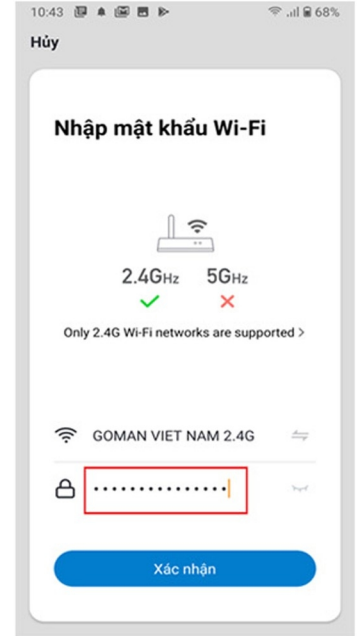 10:43 68%
Hủy
Nhập mật khẩu Wi-Fi
2.4GHz 5GHz
Only 2.4G Wi-Fi networks are supported >
GOMAN VIET NAM 2.4G
•••••••••••••••
Xác nhận